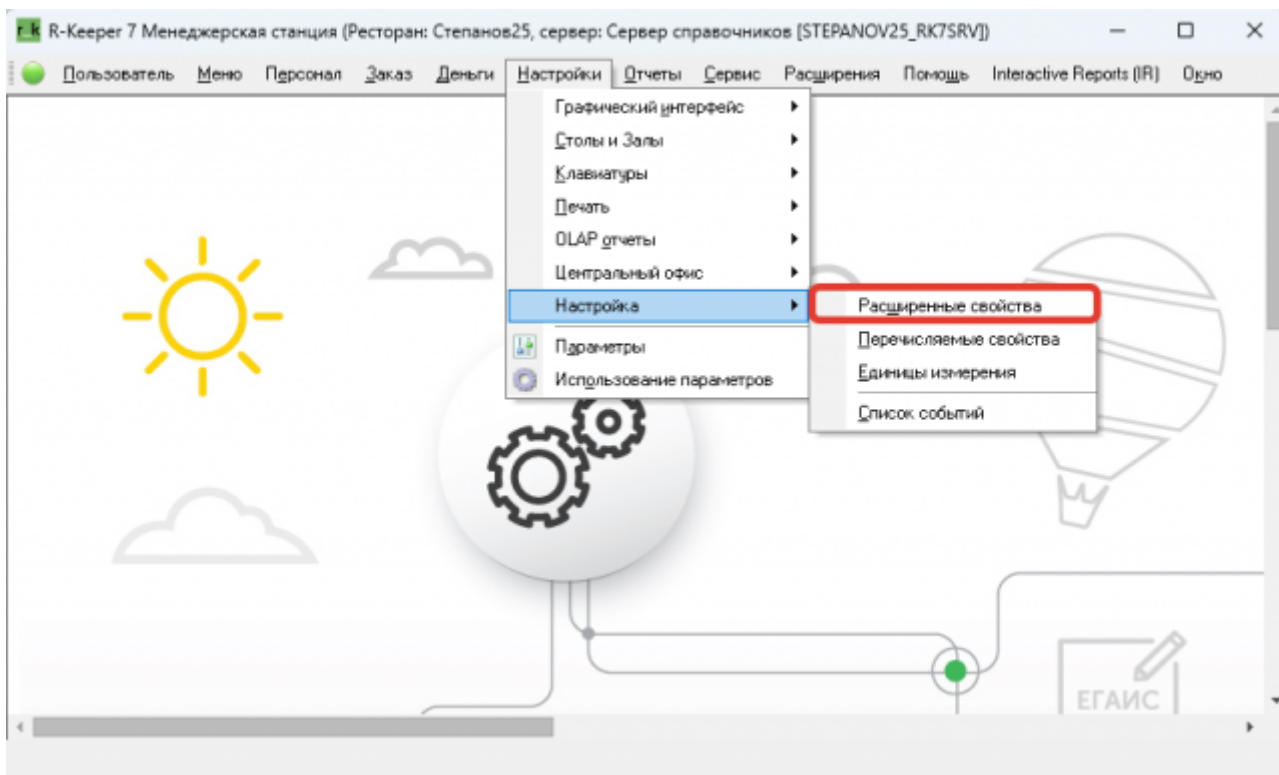 r_k R-Keeper 7 Менеджерская станция (Ресторан: Степанов25, сервер: Сервер справочников [STEPANOV25_RK7SRV])
Пользователь Меню Персонал Заказ Деньги Настройки Отчеты Сервис Расширения Помощь Interactive Reports (IR) Окно
Графический интерфейс
Столы и Залы
Клавиатуры
Печать
OLAP отчеты
Центральный офис
Настройка
Параметры
Использование параметров
Расширенные свойства
Перечисляемые свойства
Единицы измерения
Список событий
ЕГАИС